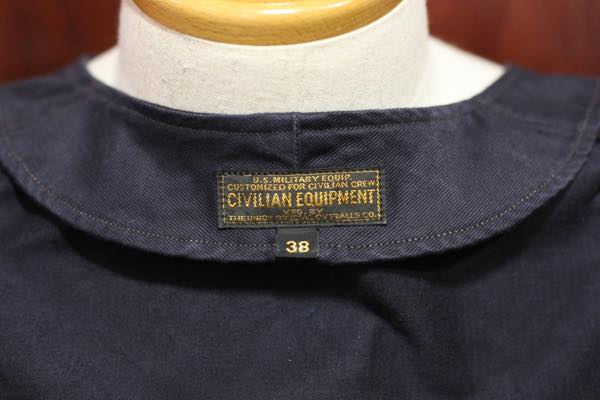 U.S. MILITARY EQUIP
CUSTOMIZED FOR CIVILIAN CREW
CIVILIAN EQUIPMENT
MFG. BY
THE UNION OVERALLS CO.
38